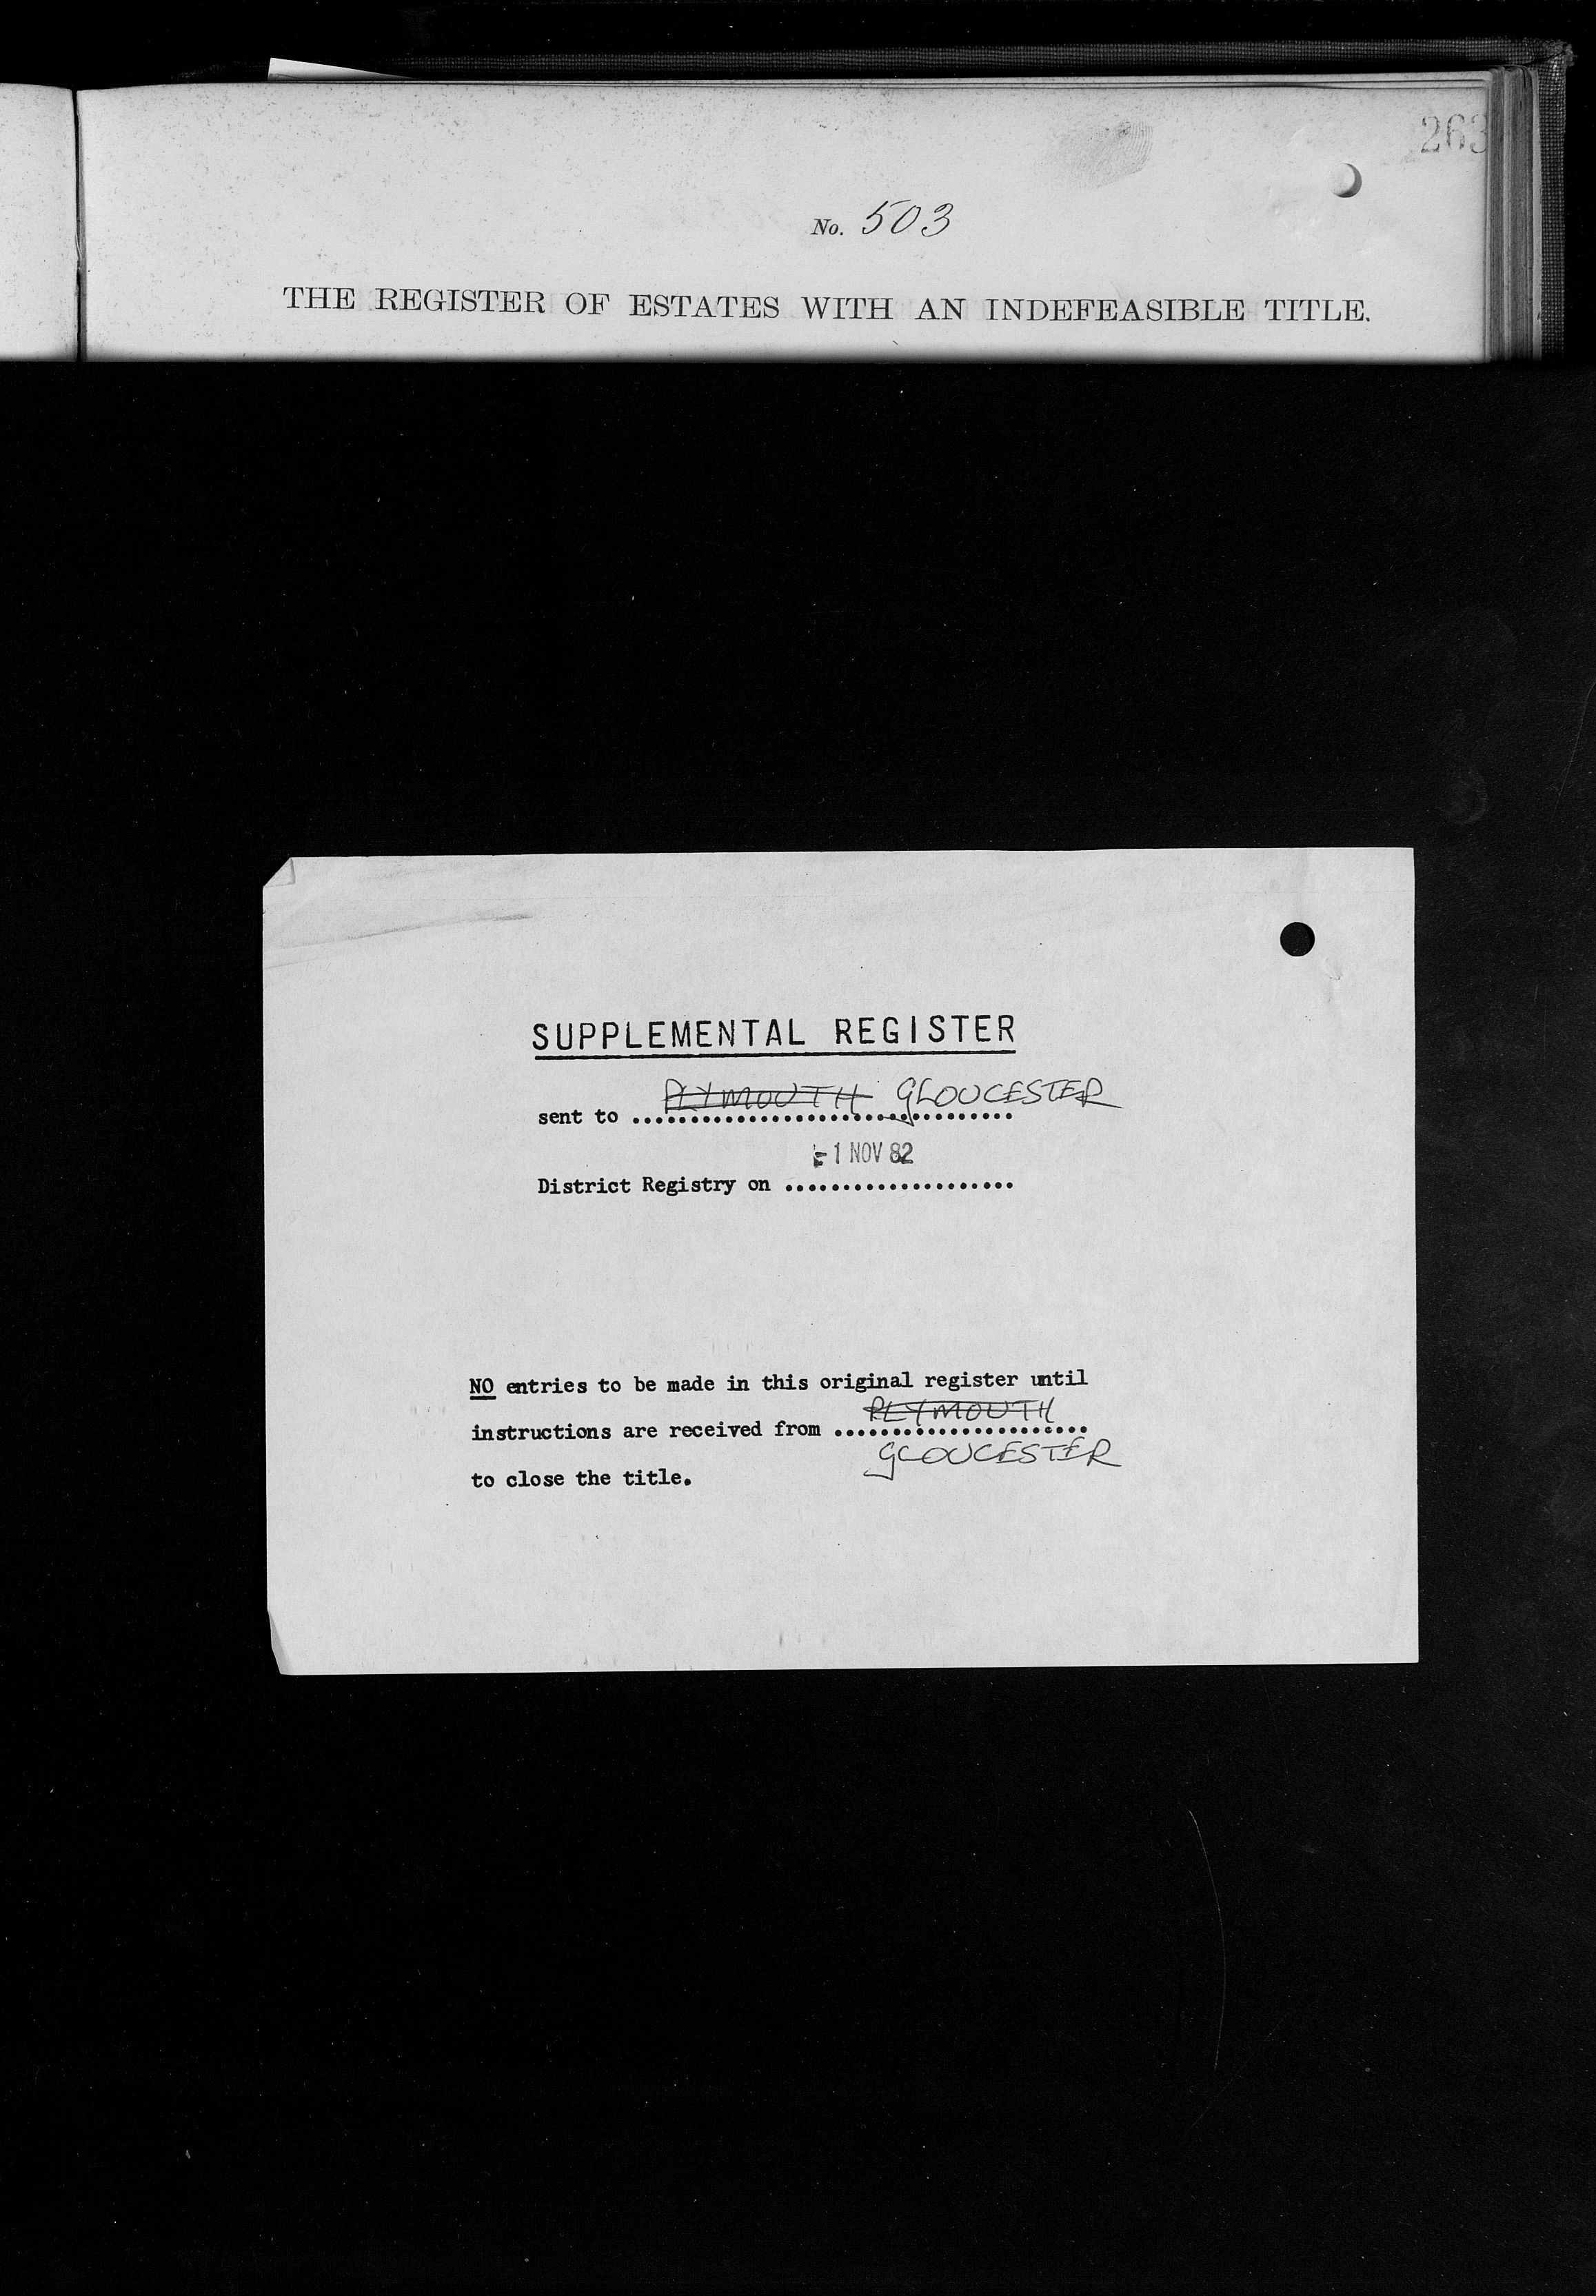 263
No. 503
THE REGISTER OF ESTATES WITH AN INDEFEASIBLE TITLE.
SUPPLEMENTAL REGISTER
sent to PLYMOUTH GLOUCESTER
-1 NOV 82
District Registry on ....................
NO entries to be made in this original register until
PLYMOUTH
instructions are received from ......................
GLOUCESTER
to close the title.